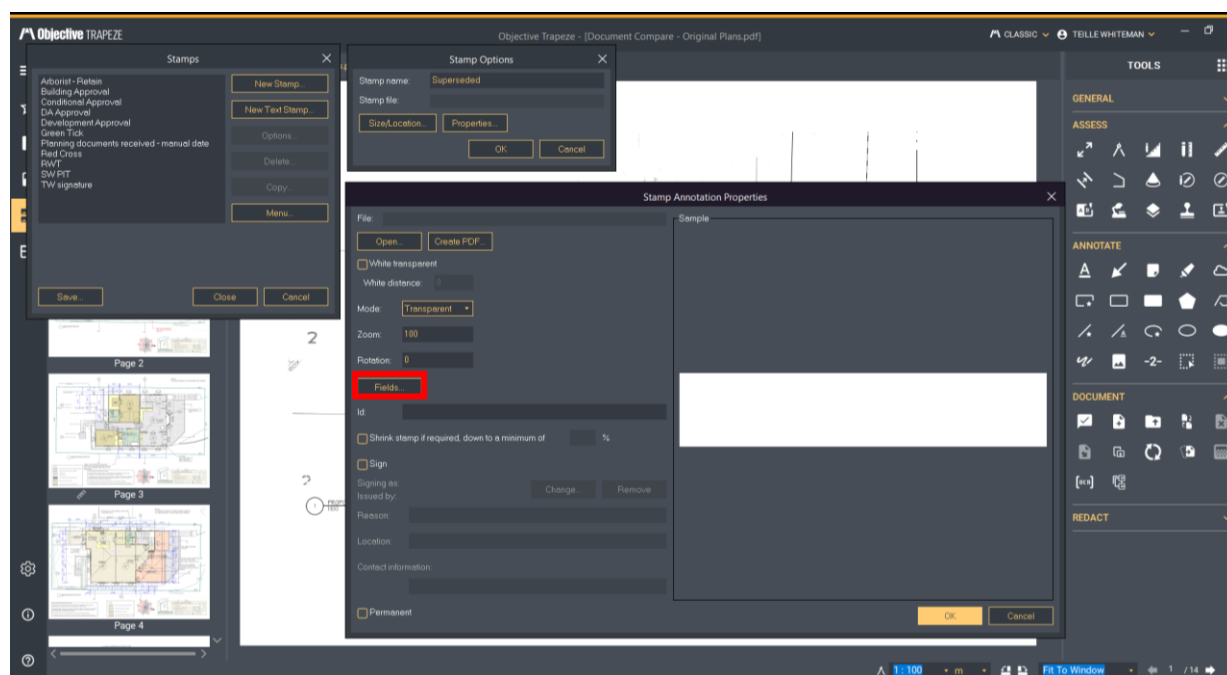 Objective TRAPEZE
Objective Trapeze - [Document Compare - Original Plans.pdf]
CLASSIC
TEILLE WHITEMAN
Stamps
Arborist - Retain
Building Approval
Conditional Approval
DA Approval
Development Approval
Green Tick
Planning documents received - manual date
Red Cross
RWT
SW PIT
TW signature
New Stamp...
New Text Stamp...
Options...
Delete...
Copy...
Menu...
Save...
Close
Cancel
Stamp Options
Stamp name:
Superseded
Stamp file:
Size/Location...
Properties...
OK
Cancel
Stamp Annotation Properties
File:
Open...
Create PDF...
White transparent
White distance:
0
Mode:
Transparent
Zoom:
100
Rotation:
0
Fields...
Id:
Shrink stamp if required, down to a minimum of
%
Sign
Signing as:
Issued by:
Change...
Remove
Reason:
Location:
Contact information:
Permanent
Sample
OK
Cancel
Page 2
Page 3
Page 4
2
1
TOOLS
GENERAL
ASSESS
ANNOTATE
-2-
DOCUMENT
REDACT
1 : 100
m
Fit To Window
1 / 14